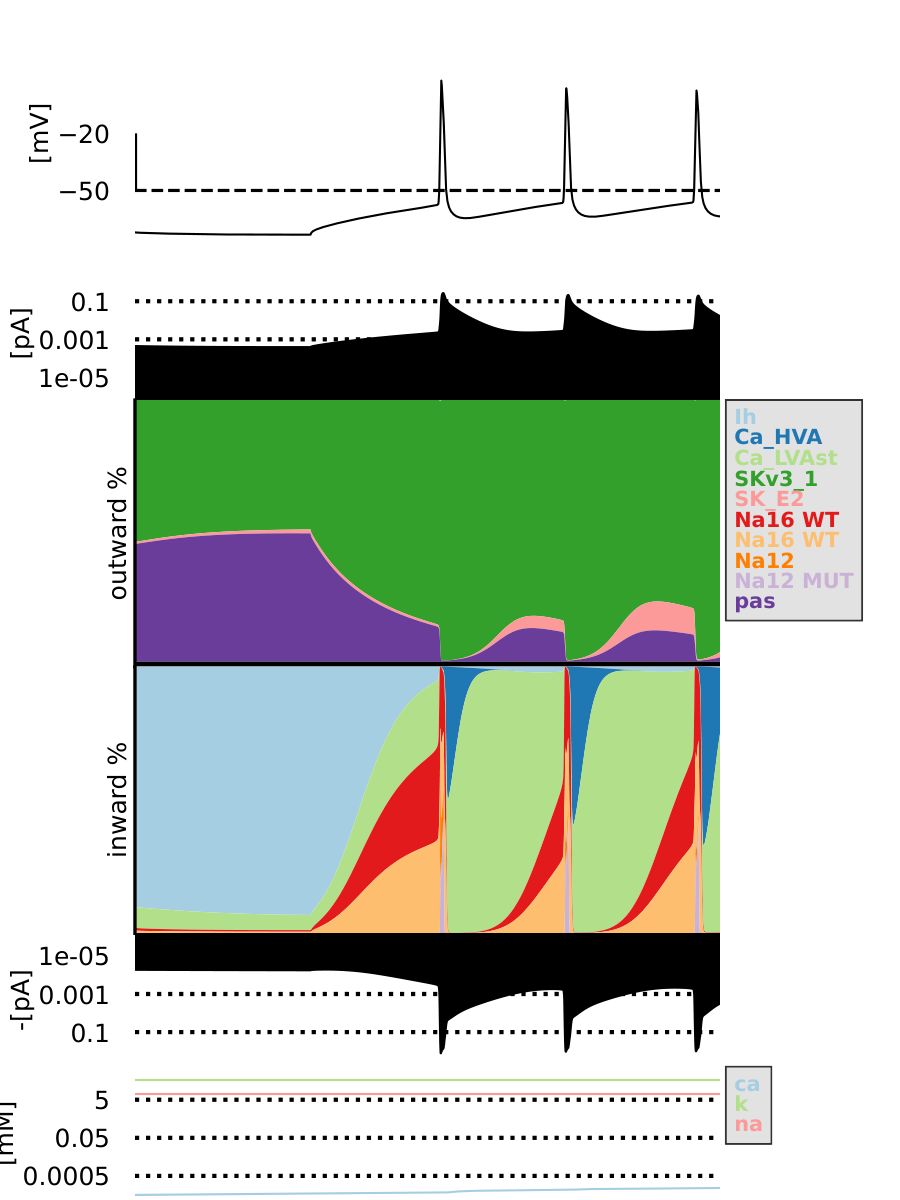 [mV]
−20
−50
[pA]
0.1
0.001
1e-05
outward %
Ih
Ca_HVA
Ca_LVAst
SKv3_1
SK_E2
Na16 WT
Na16 WT
Na12
Na12 MUT
pas
inward %
-[pA]
1e-05
0.001
0.1
[mM]
5
0.05
0.0005
ca
k
na